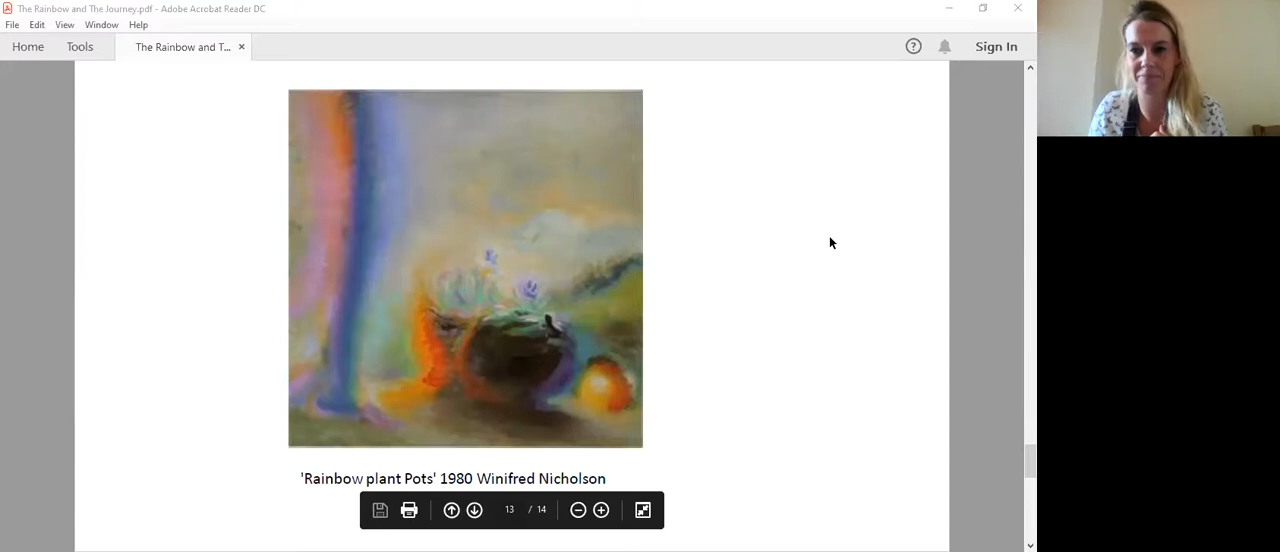 The Rainbow and The Journey.pdf - Adobe Acrobat Reader DC
File Edit View Window Help
Home Tools The Rainbow and T... Sign In
'Rainbow plant Pots' 1980 Winifred Nicholson
13 / 14